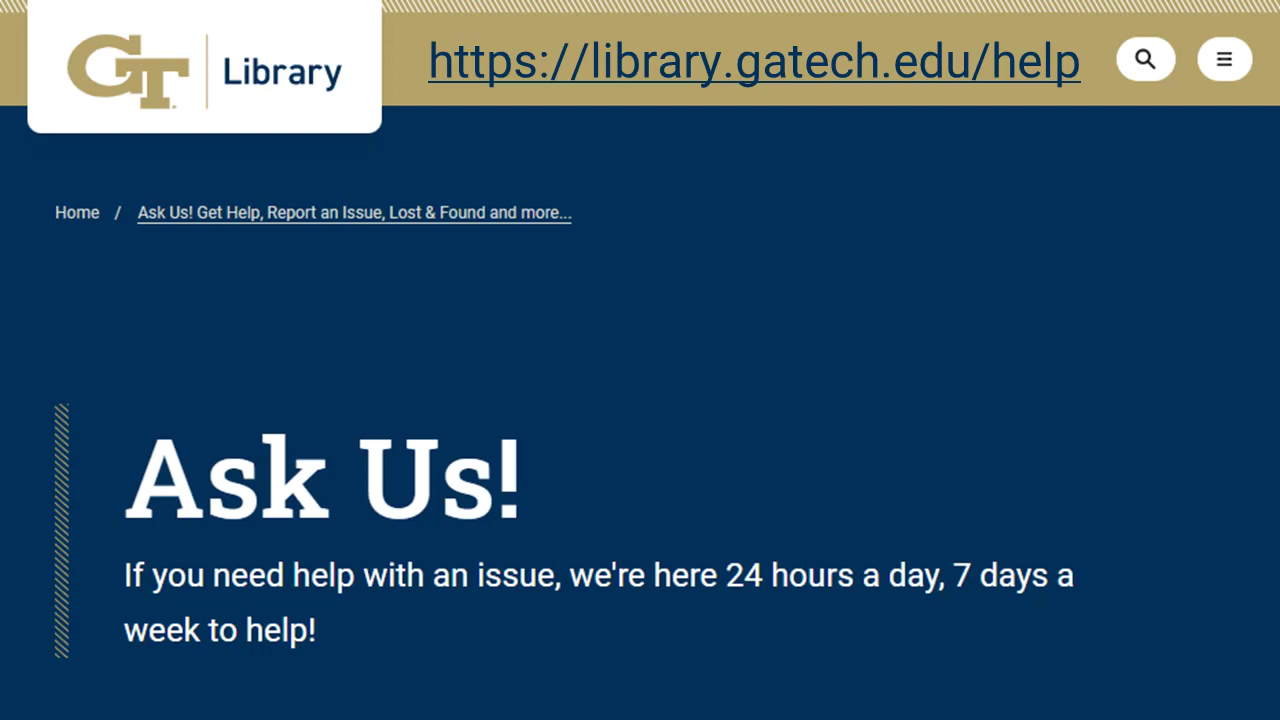 GT Library
https://library.gatech.edu/help
Home / Ask Us! Get Help, Report an Issue, Lost & Found and more...
Ask Us!
If you need help with an issue, we're here 24 hours a day, 7 days a
week to help!